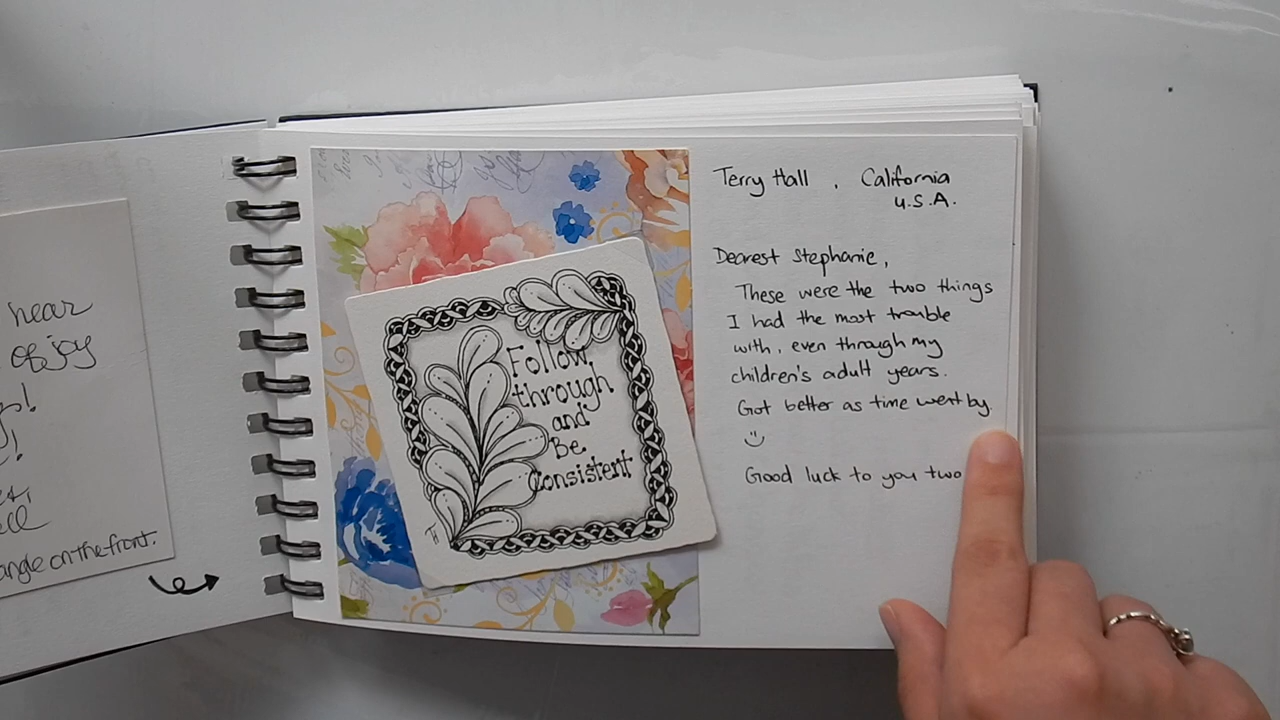 hear
of joy
angle on the front.
Follow
through
and
Be
Consistent
TH
Terry Hall , California
U.S.A.
Dearest Stephanie,
These were the two things
I had the most trouble
with, even through my
children's adult years.
Got better as time went by.
Good luck to you two